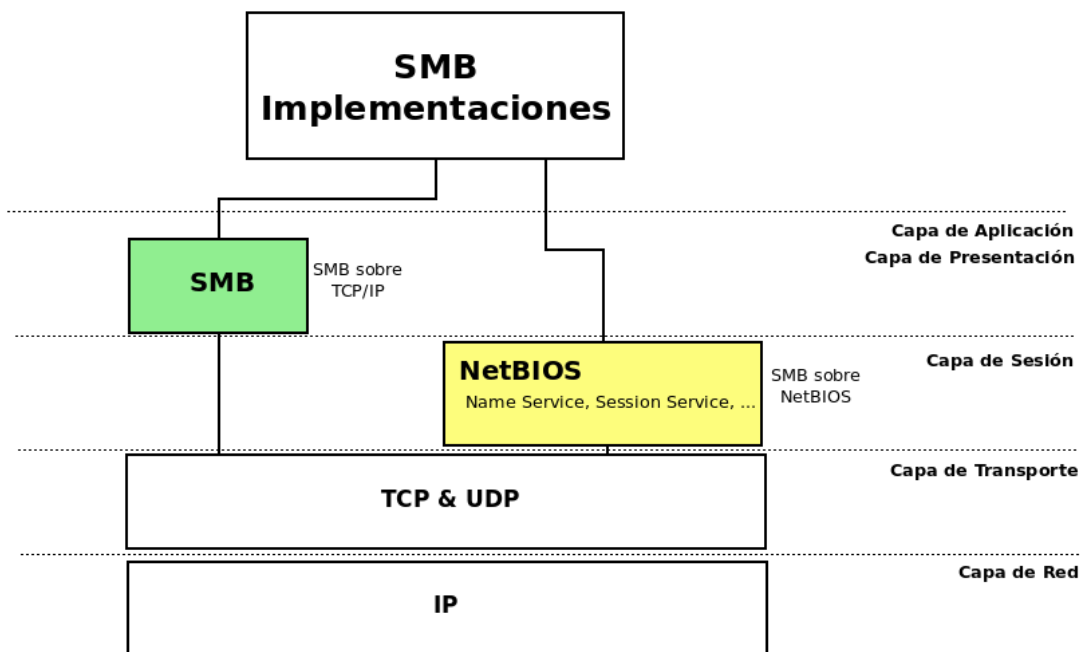 SMB
Implementaciones
Capa de Aplicación
Capa de Presentación
SMB
SMB sobre
TCP/IP
Capa de Sesión
NetBIOS
Name Service, Session Service, ...
SMB sobre
NetBIOS
Capa de Transporte
TCP & UDP
Capa de Red
IP